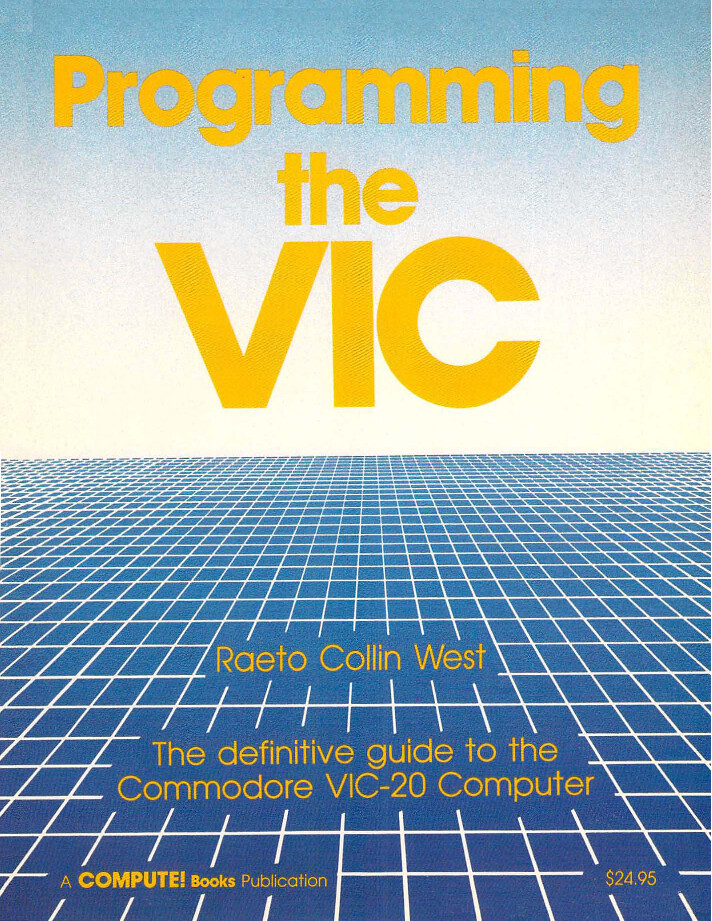 Programming
the
VIC
Raeto Collin West
The definitive guide to the
Commodore VIC-20 Computer
A COMPUTE! Books Publication
$24.95